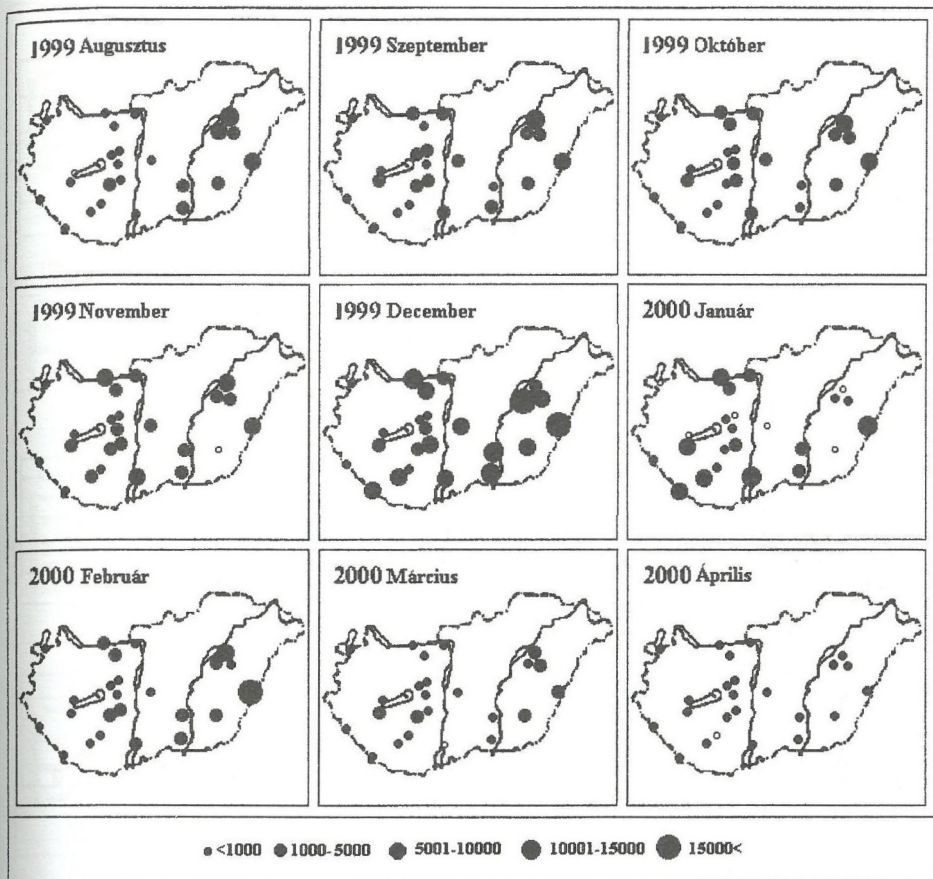 1999 Augusztus
1999 Szeptember
1999 Október
1999 November
1999 December
2000 Január
2000 Február
2000 Március
2000 Április
<1000 1000-5000 5001-10000 10001-15000 15000<